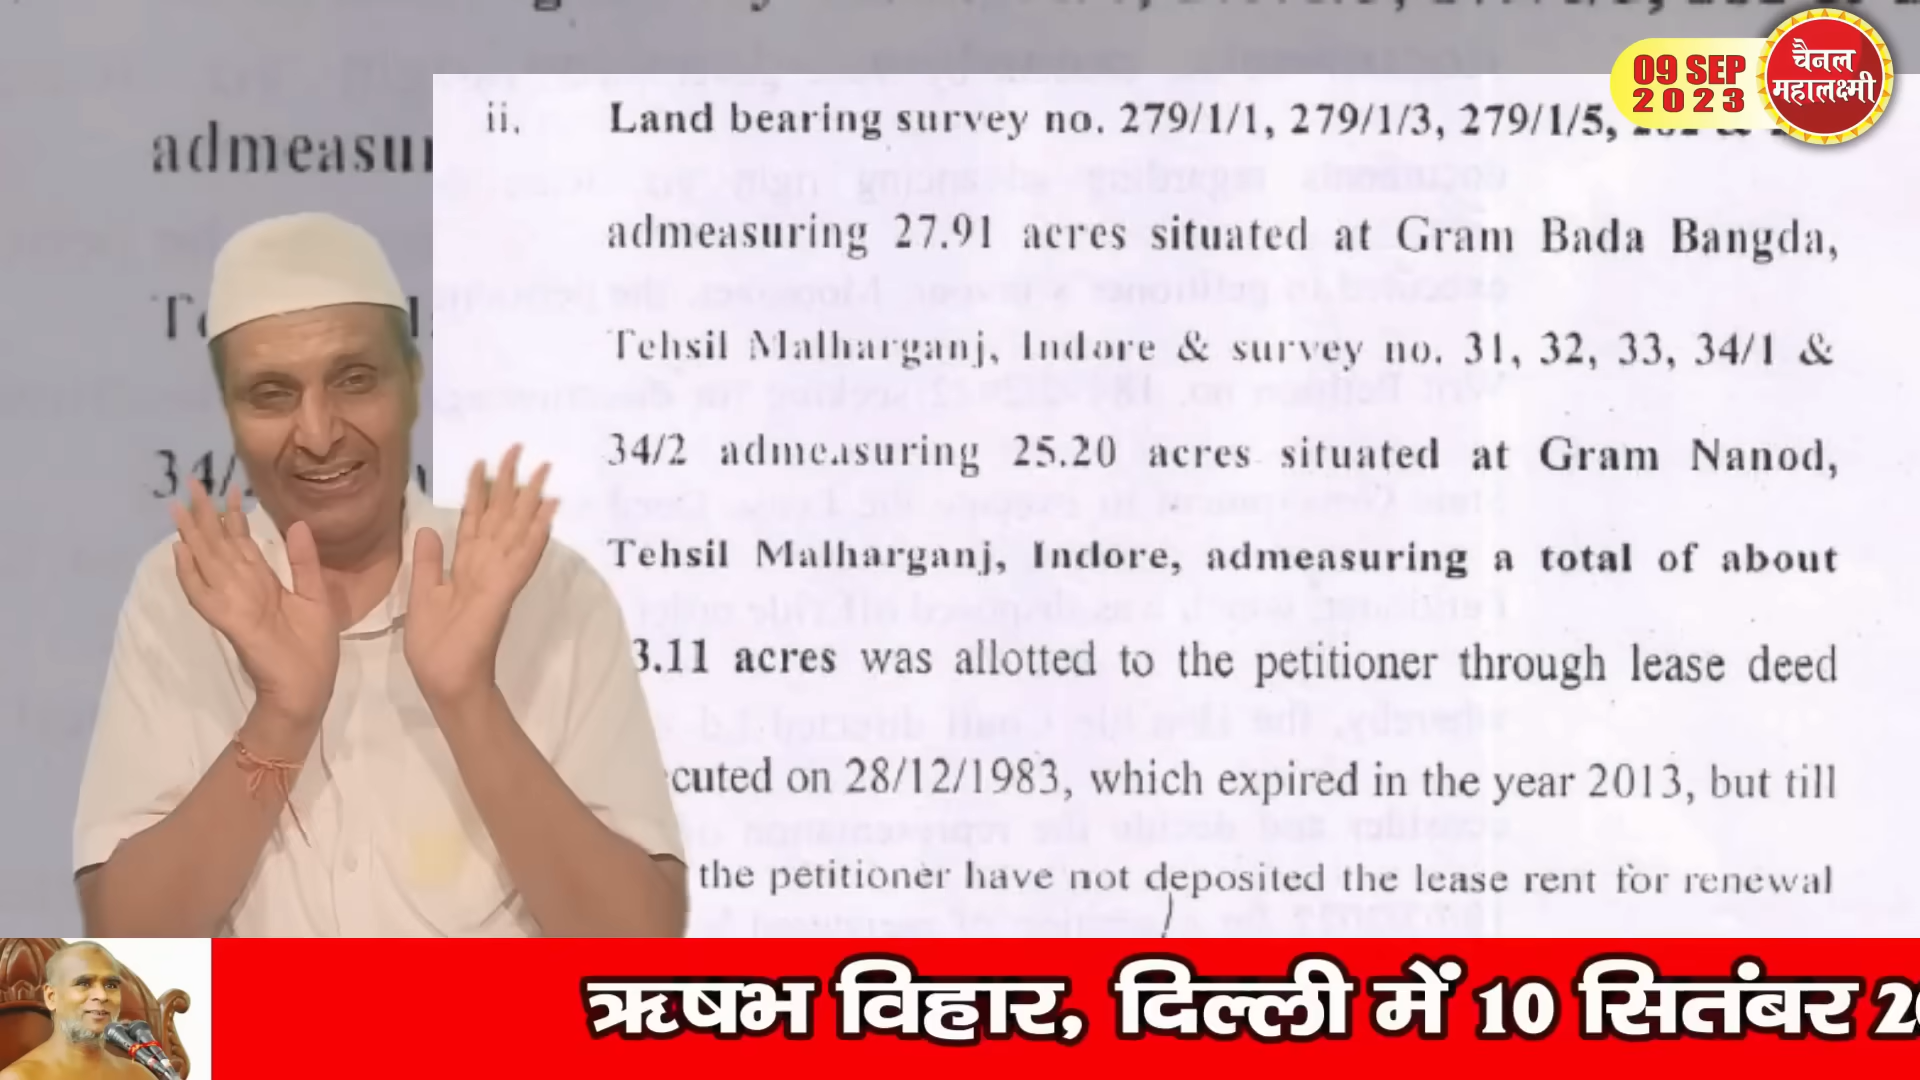 09 SEP
2023
चैनल
महालक्ष्मी
admeasur
ii. Land bearing survey no. 279/1/1, 279/1/3, 279/1/5,
admeasuring 27.91 acres situated at Gram Bada Bangda,
Tehsil Malharganj, Indore & survey no. 31, 32, 33, 34/1 &
34/2 admeasuring 25.20 acres situated at Gram Nanod,
Tehsil Malharganj, Indore, admeasuring a total of about
3.11 acres was allotted to the petitioner through lease deed
cuted on 28/12/1983, which expired in the year 2013, but till
the petitioner have not deposited the lease rent for renewal
ऋषभ विहार, दिल्ली में 10 सितंबर 20